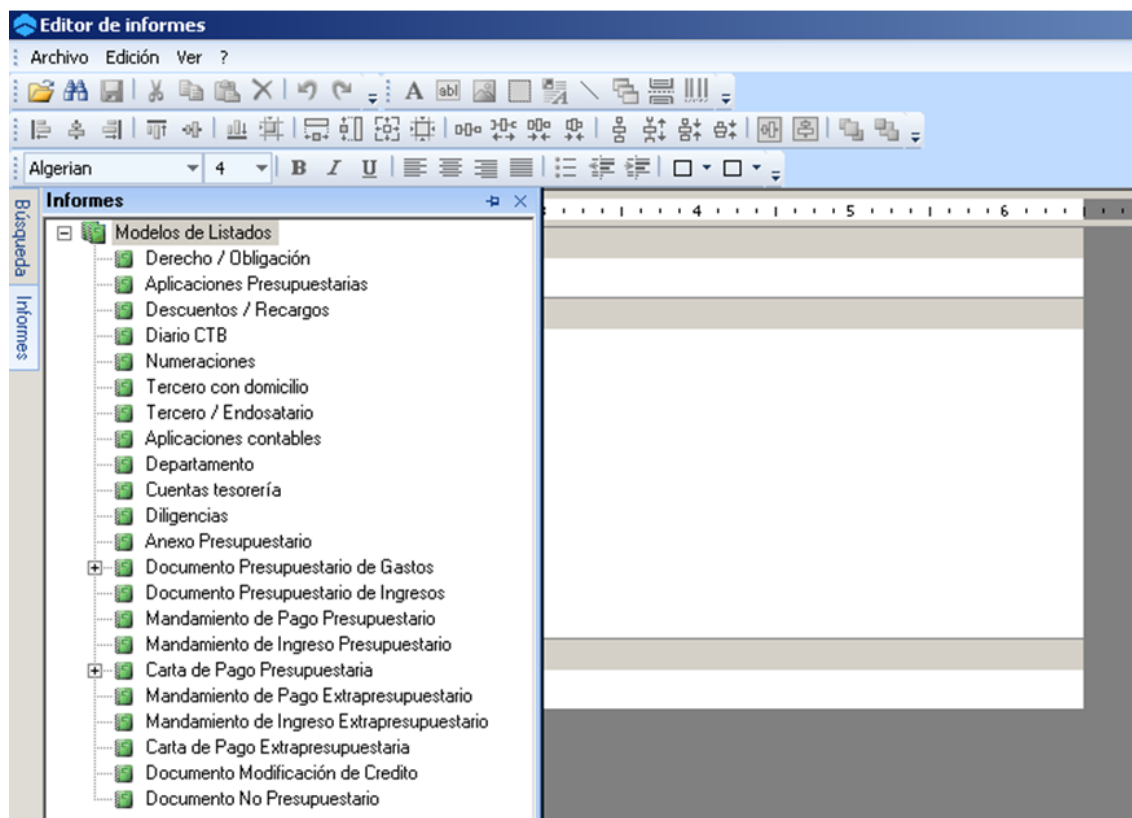 Editor de informes
Archivo Edición Ver ?
A abl A
Algerian 4 B I U
Búsqueda
Informes
Informes
4 5 6
Modelos de Listados
Derecho / Obligación
Aplicaciones Presupuestarias
Descuentos / Recargos
Diario CTB
Numeraciones
Tercero con domicilio
Tercero / Endosatario
Aplicaciones contables
Departamento
Cuentas tesorería
Diligencias
Anexo Presupuestario
Documento Presupuestario de Gastos
Documento Presupuestario de Ingresos
Mandamiento de Pago Presupuestario
Mandamiento de Ingreso Presupuestario
Carta de Pago Presupuestaria
Mandamiento de Pago Extrapresupuestario
Mandamiento de Ingreso Extrapresupuestario
Carta de Pago Extrapresupuestaria
Documento Modificación de Credito
Documento No Presupuestario